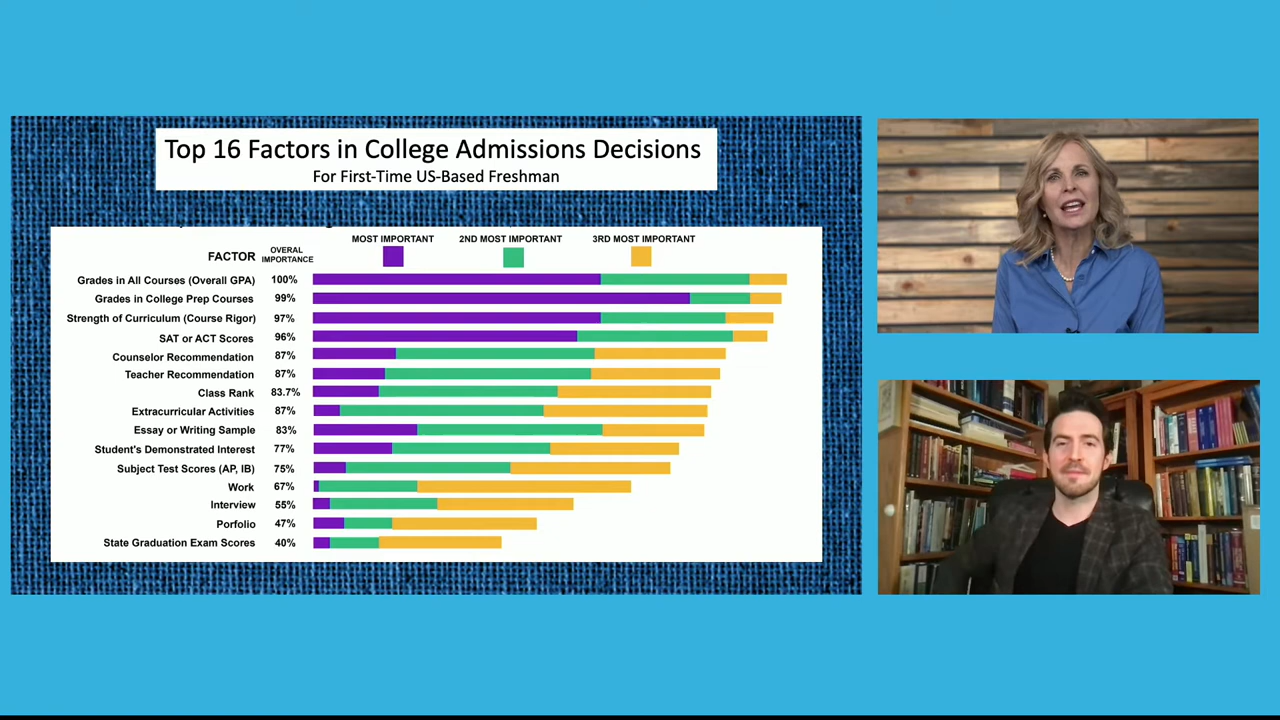 Top 16 Factors in College Admissions Decisions
For First-Time US-Based Freshman
MOST IMPORTANT 2ND MOST IMPORTANT 3RD MOST IMPORTANT
FACTOR OVERALL IMPORTANCE
Grades in All Courses (Overall GPA) 100%
Grades in College Prep Courses 99%
Strength of Curriculum (Course Rigor) 97%
SAT or ACT Scores 96%
Counselor Recommendation 87%
Teacher Recommendation 87%
Class Rank 83.7%
Extracurricular Activities 87%
Essay or Writing Sample 83%
Student's Demonstrated Interest 77%
Subject Test Scores (AP, IB) 75%
Work 67%
Interview 55%
Porfolio 47%
State Graduation Exam Scores 40%